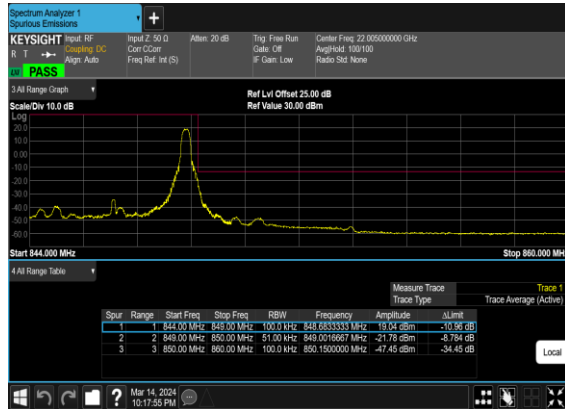 Spectrum Analyzer 1
Spurious Emissions
+
KEYSIGHT Input: RF Input Z: 50 Ω Atten: 20 dB Trig: Free Run Center Freq: 22.005000000 GHz
R T Coupling: DC Corr CCorr Gate: Off Avg|Hold: 100/100
Align: Auto Freq Ref: Int (S) IF Gain: Low Radio Std: None
PASS
3 All Range Graph
Ref Lvl Offset 25.00 dB
Scale/Div 10.0 dB Ref Value 30.00 dBm
Log
20.0
10.0
0.00
-10.0
-20.0
-30.0
-40.0
-50.0
-60.0
Start 844.000 MHz Stop 860.000 MH
4 All Range Table
Measure Trace Trace 1
Trace Type Trace Average (Active)
Spur Range Start Freq Stop Freq RBW Frequency Amplitude ΔLimit
1 1 844.00 MHz 849.00 MHz 100.0 kHz 848.6833333 MHz 19.04 dBm -10.96 dB
2 2 849.00 MHz 850.00 MHz 51.00 kHz 849.0016667 MHz -21.78 dBm -8.784 dB
3 3 850.00 MHz 860.00 MHz 100.0 kHz 850.1500000 MHz -47.45 dBm -34.45 dB
Local
? Mar 14, 2024
10:17:55 PM